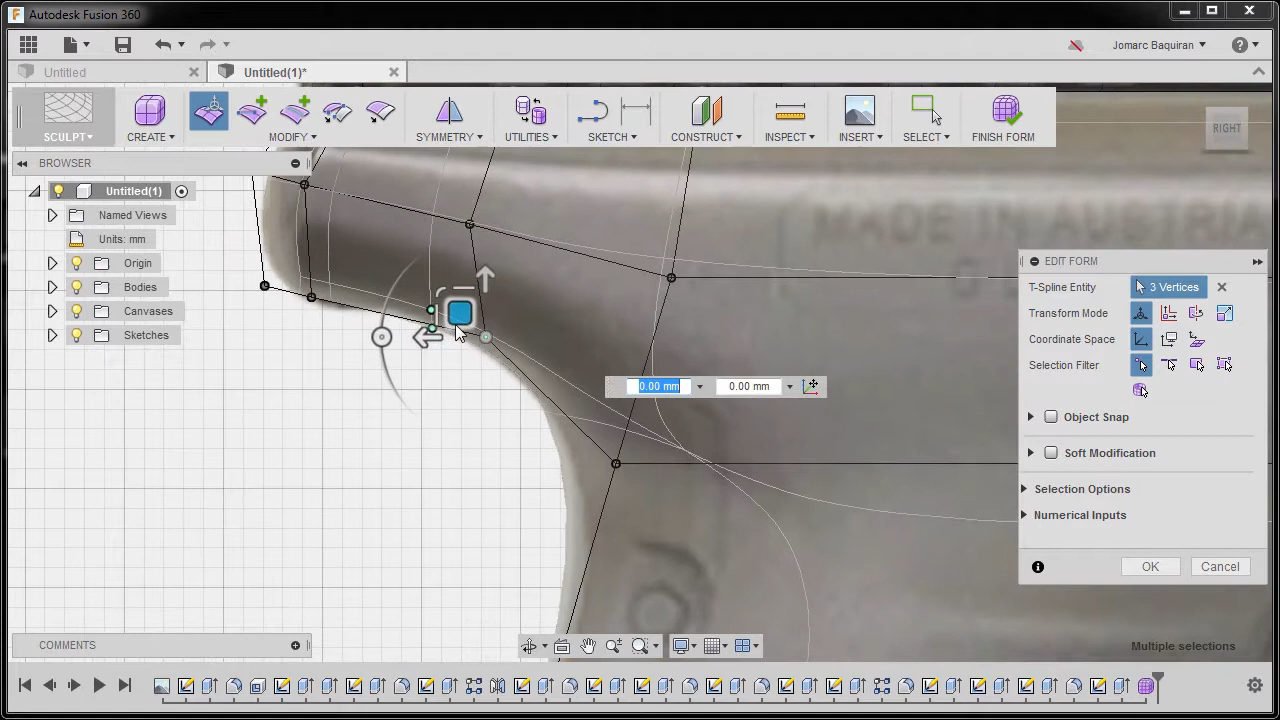 Autodesk Fusion 360
Jomarc Baquiran
Untitled
Untitled(1)*
SCULPT
CREATE
MODIFY
SYMMETRY
UTILITIES
SKETCH
CONSTRUCT
INSPECT
INSERT
SELECT
FINISH FORM
RIGHT
BROWSER
Untitled(1)
Named Views
Units: mm
Origin
Bodies
Canvases
Sketches
MADE IN AUSTRIA
EDIT FORM
T-Spline Entity
3 Vertices
Transform Mode
Coordinate Space
Selection Filter
Object Snap
Soft Modification
Selection Options
Numerical Inputs
OK
Cancel
0.00 mm
0.00 mm
COMMENTS
Multiple selections